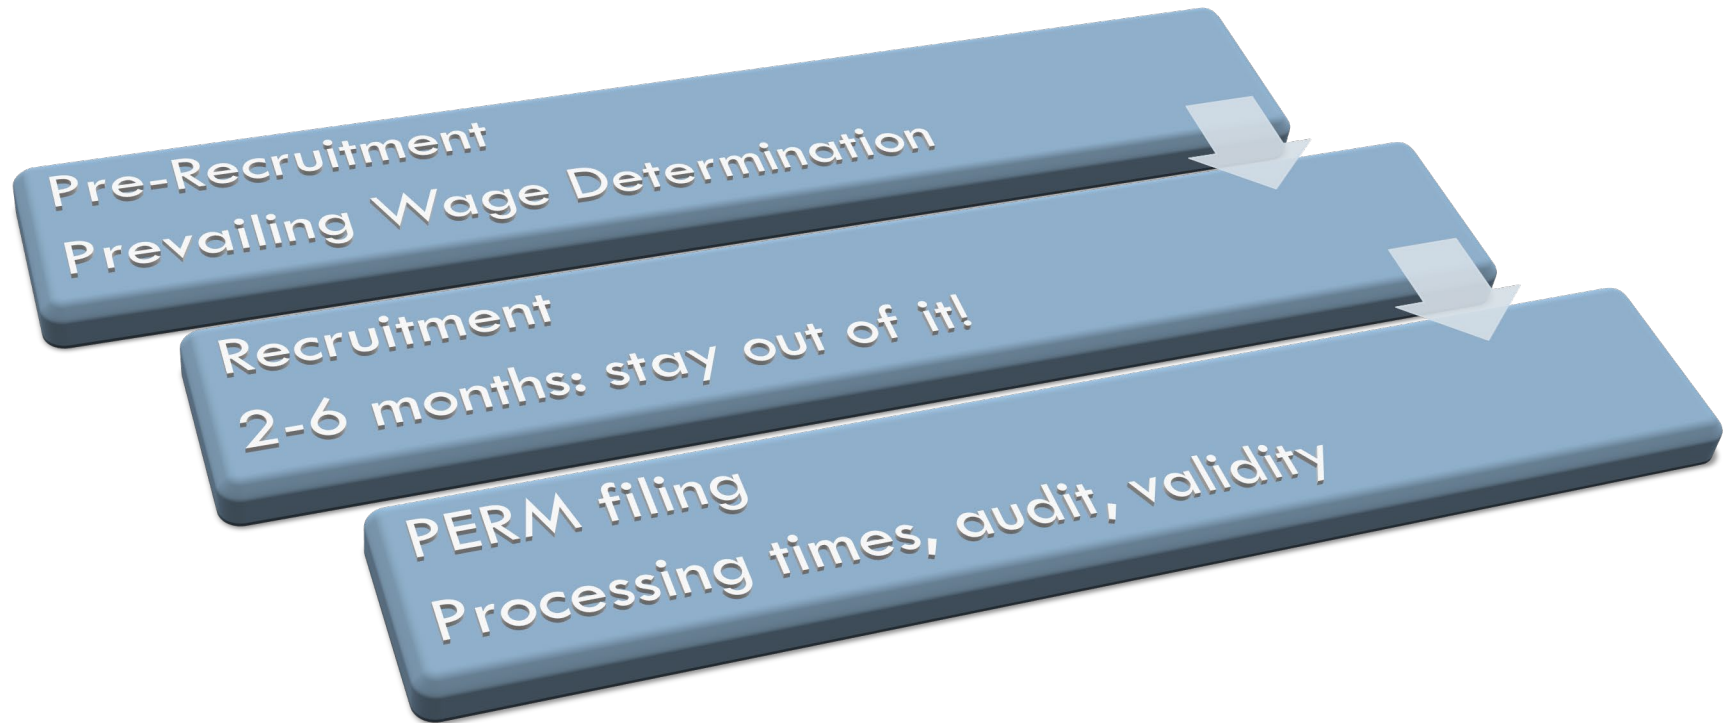 Pre-Recruitment
Prevailing Wage Determination
Recruitment
2-6 months: stay out of it!
PERM filing
Processing times, audit, validity